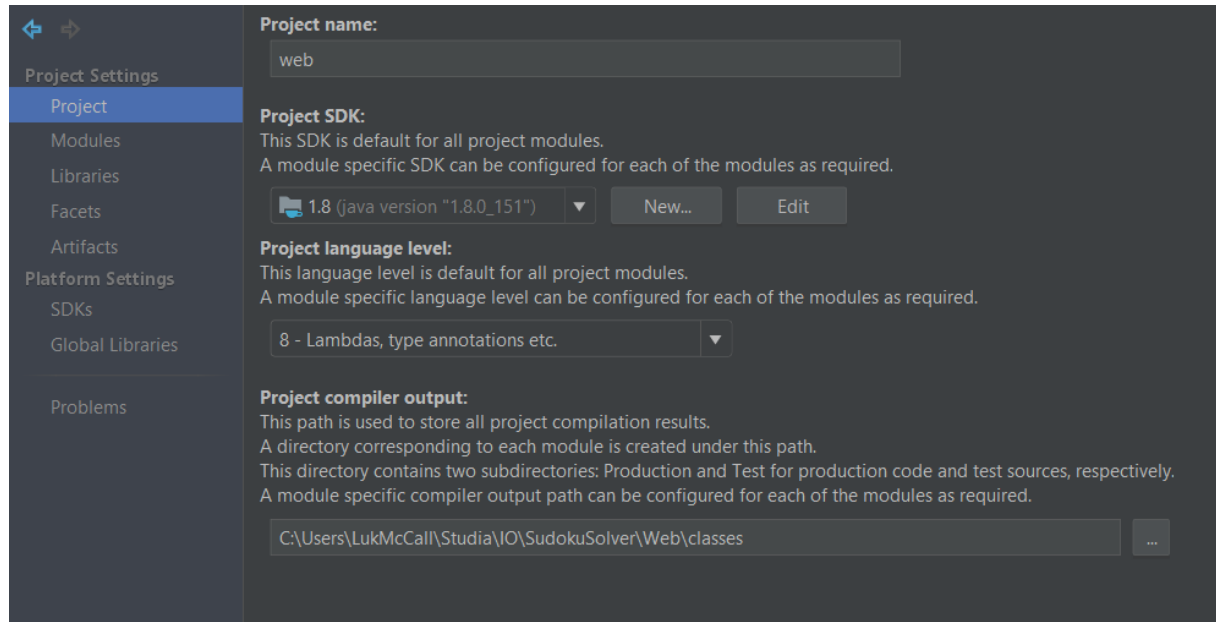 Project Settings
Project
Modules
Libraries
Facets
Artifacts
Platform Settings
SDKs
Global Libraries
Problems
Project name:
web
Project SDK:
This SDK is default for all project modules.
A module specific SDK can be configured for each of the modules as required.
1.8 (java version "1.8.0_151") New... Edit
Project language level:
This language level is default for all project modules.
A module specific language level can be configured for each of the modules as required.
8 - Lambdas, type annotations etc.
Project compiler output:
This path is used to store all project compilation results.
A directory corresponding to each module is created under this path.
This directory contains two subdirectories: Production and Test for production code and test sources, respectively.
A module specific compiler output path can be configured for each of the modules as required.
C:\Users\LukMcCall\Studia\IO\SudokuSolver\Web\classes ...